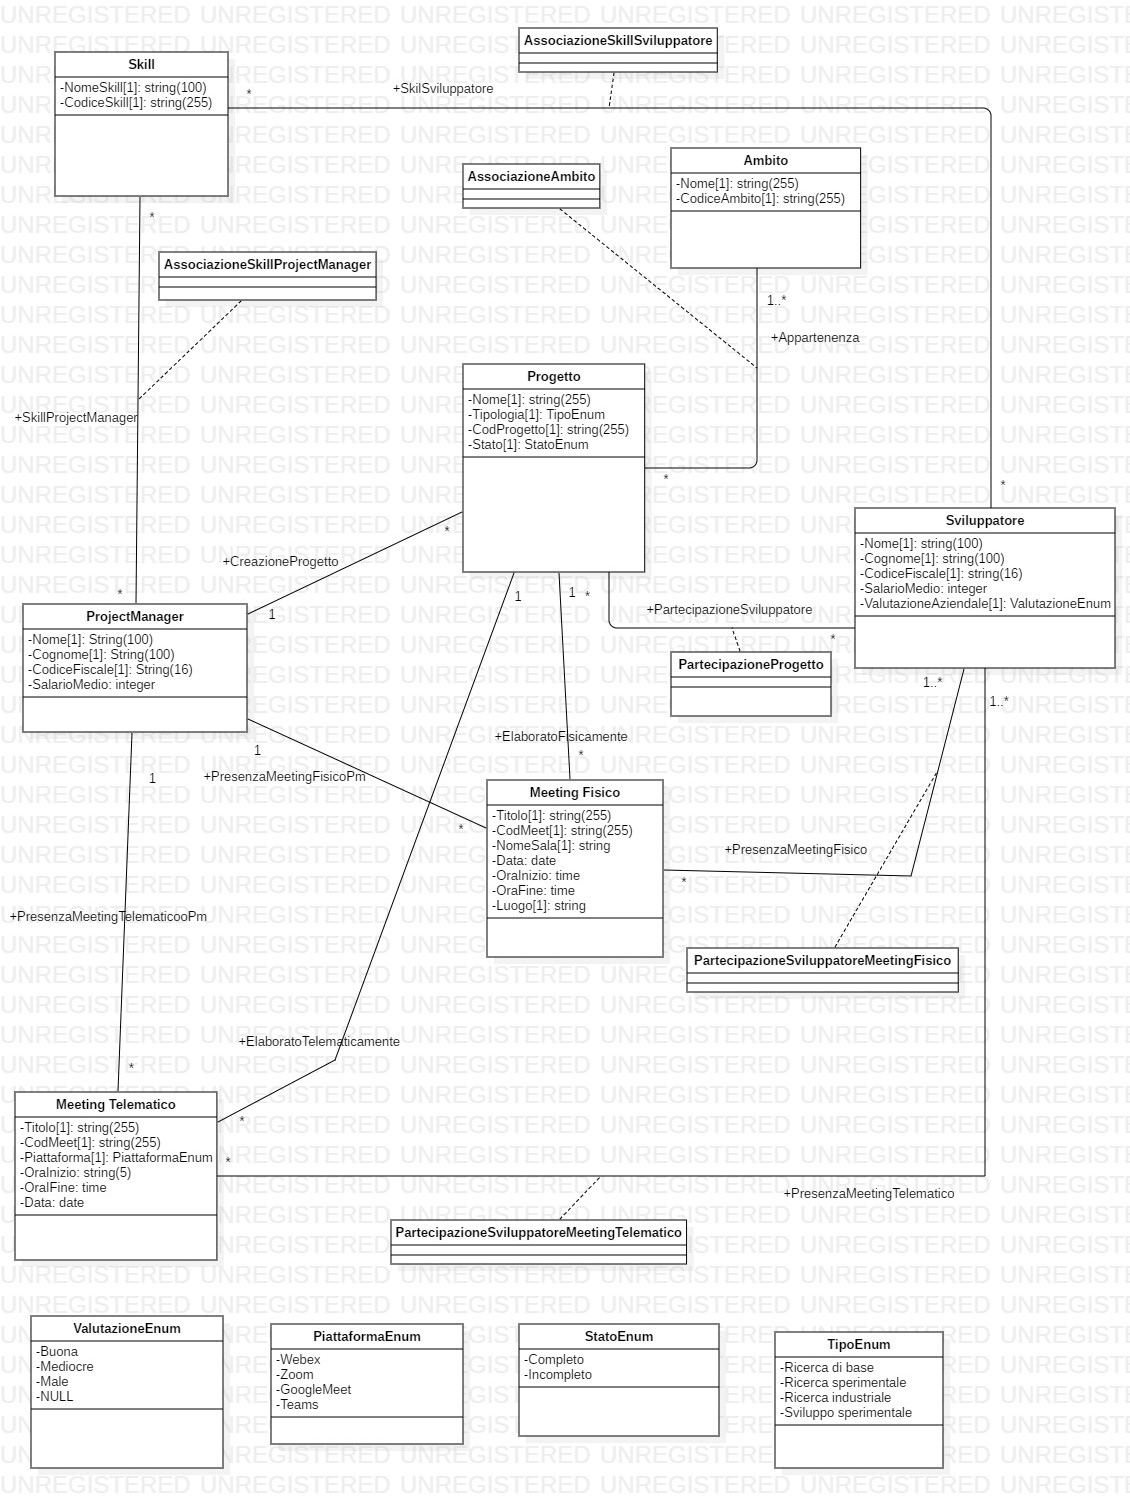 AssociazioneSkillSviluppatore
Skill
-NomeSkill[1]: string(100)
-CodiceSkill[1]: string(255)
*
+SkilSviluppatore
AssociazioneAmbito
Ambito
-Nome[1]: string(255)
-CodiceAmbito[1]: string(255)
*
AssociazioneSkillProjectManager
1..*
+Appartenenza
Progetto
-Nome[1]: string(255)
-Tipologia[1]: TipoEnum
-CodProgetto[1]: string(255)
-Stato[1]: StatoEnum
+SkillProjectManager
*
*
Sviluppatore
-Nome[1]: string(100)
-Cognome[1]: string(100)
-CodiceFiscale[1]: string(16)
-SalarioMedio: integer
-ValutazioneAziendale[1]: ValutazioneEnum
*
+CreazioneProgetto
*
1
1
1
*
+PartecipazioneSviluppatore
*
ProjectManager
-Nome[1]: String(100)
-Cognome[1]: String(100)
-CodiceFiscale[1]: String(16)
-SalarioMedio: integer
PartecipazioneProgetto
1..*
1..*
+ElaboratoFisicamente
*
1
+PresenzaMeetingFisicoPm
*
1
Meeting Fisico
-Titolo[1]: string(255)
-CodMeet[1]: string(255)
-NomeSala[1]: string
-Data: date
-OraInizio: time
-OraFine: time
-Luogo[1]: string
+PresenzaMeetingFisico
*
+PresenzaMeetingTelematicooPm
PartecipazioneSviluppatoreMeetingFisico
+ElaboratoTelematicamente
*
*
Meeting Telematico
-Titolo[1]: string(255)
-CodMeet[1]: string(255)
-Piattaforma[1]: PiattaformaEnum
-OraInizio: string(5)
-OralFine: time
-Data: date
*
+PresenzaMeetingTelematico
PartecipazioneSviluppatoreMeetingTelematico
ValutazioneEnum
-Buona
-Mediocre
-Male
-NULL
PiattaformaEnum
-Webex
-Zoom
-GoogleMeet
-Teams
StatoEnum
-Completo
-Incompleto
TipoEnum
-Ricerca di base
-Ricerca sperimentale
-Ricerca industriale
-Sviluppo sperimentale
UNREGISTERED